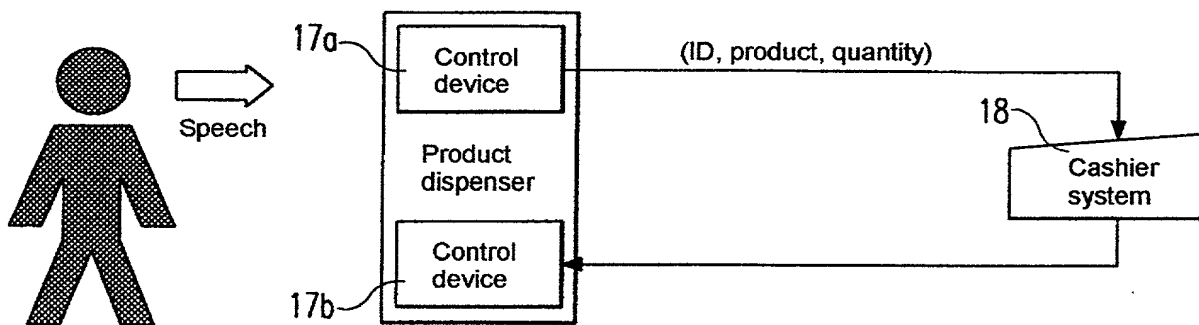 17a
Control
device
(ID, product, quantity)
Speech
18
Product
dispenser
Cashier
system
Control
device
17b